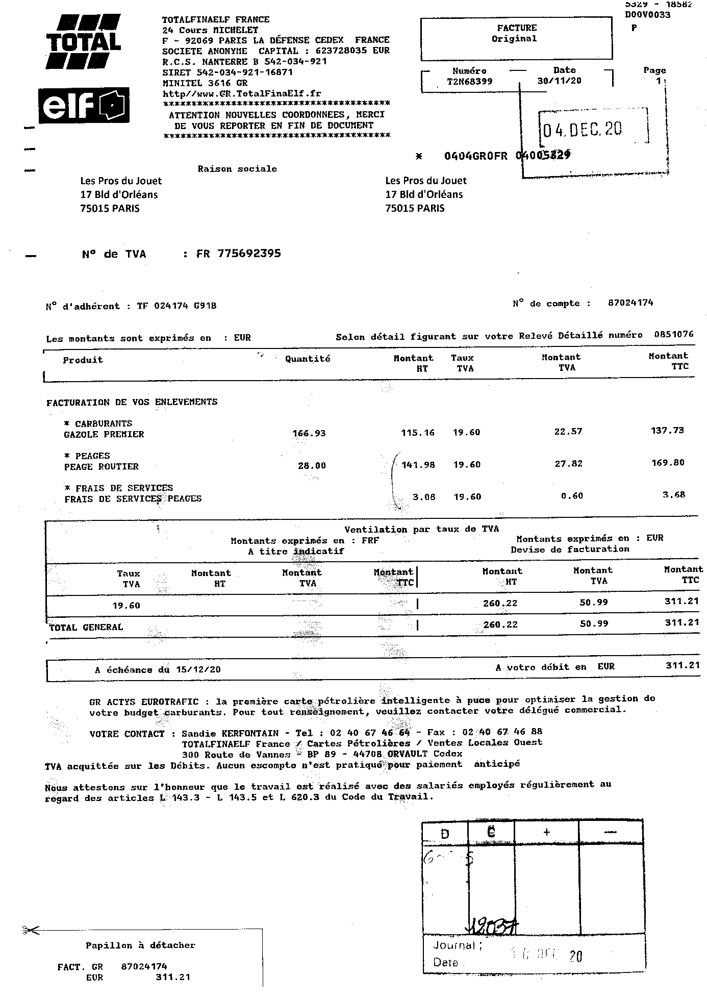 5329 - 18582
D00V0033
P
TOTAL
elf
TOTALFINAELF FRANCE
24 Cours MICHELET
F - 92069 PARIS LA DÉFENSE CEDEX FRANCE
SOCIETE ANONYME CAPITAL : 623728035 EUR
R.C.S. NANTERRE B 542-034-921
SIRET 542-034-921-16871
MINITEL 3616 GR
http//www.GR.TotalFinaElf.fr
****************************************
ATTENTION NOUVELLES COORDONNEES, MERCI
DE VOUS REPORTER EN FIN DE DOCUMENT
****************************************
FACTURE
Original
Numéro Date Page
T2N68399 30/11/20 1
04.DEC.20
* 0404GR0FR 04005329
Raison sociale
Les Pros du Jouet Les Pros du Jouet
17 Bld d'Orléans 17 Bld d'Orléans
75015 PARIS 75015 PARIS
N° de TVA : FR 775692395
N° d'adhérent : TF 024174 G91B N° de compte : 87024174
Les montants sont exprimés en : EUR Selon détail figurant sur votre Relevé Détaillé numéro 0851076
Produit Quantité Montant Taux Montant Montant
HT TVA TVA TTC
FACTURATION DE VOS ENLEVEMENTS
* CARBURANTS
GAZOLE PREMIER 166.93 115.16 19.60 22.57 137.73
* PEAGES
PEAGE ROUTIER 28.00 141.98 19.60 27.82 169.80
* FRAIS DE SERVICES
FRAIS DE SERVICES PEAGES 3.08 19.60 0.60 3.68
Ventilation par taux de TVA
Montants exprimés en : FRF Montants exprimés en : EUR
A titre indicatif Devise de facturation
Taux Montant Montant Montant Montant Montant Montant
TVA HT TVA TTC HT TVA TTC
19.60 260.22 50.99 311.21
TOTAL GENERAL 260.22 50.99 311.21
A échéance du 15/12/20 A votre débit en EUR 311.21
GR ACTYS EUROTRAFIC : la première carte pétrolière intelligente à puce pour optimiser la gestion de
votre budget carburants. Pour tout renseignement, veuillez contacter votre délégué commercial.
VOTRE CONTACT : Sandie KERFONTAIN - Tel : 02 40 67 46 64 - Fax : 02 40 67 46 88
TOTALFINAELF France / Cartes Pétrolières / Ventes Locales Ouest
300 Route de Vannes - BP 89 - 44708 ORVAULT Cedex
TVA acquittée sur les Débits. Aucun escompte n'est pratiqué pour paiement anticipé
Nous attestons sur l'honneur que le travail est réalisé avec des salariés employés régulièrement au
regard des articles L 143.3 - L 143.5 et L 620.3 du Code du Travail.
D C + —
12037
Journal :
Date DEC 20
Papillon à détacher
FACT. GR 87024174
EUR 311.21